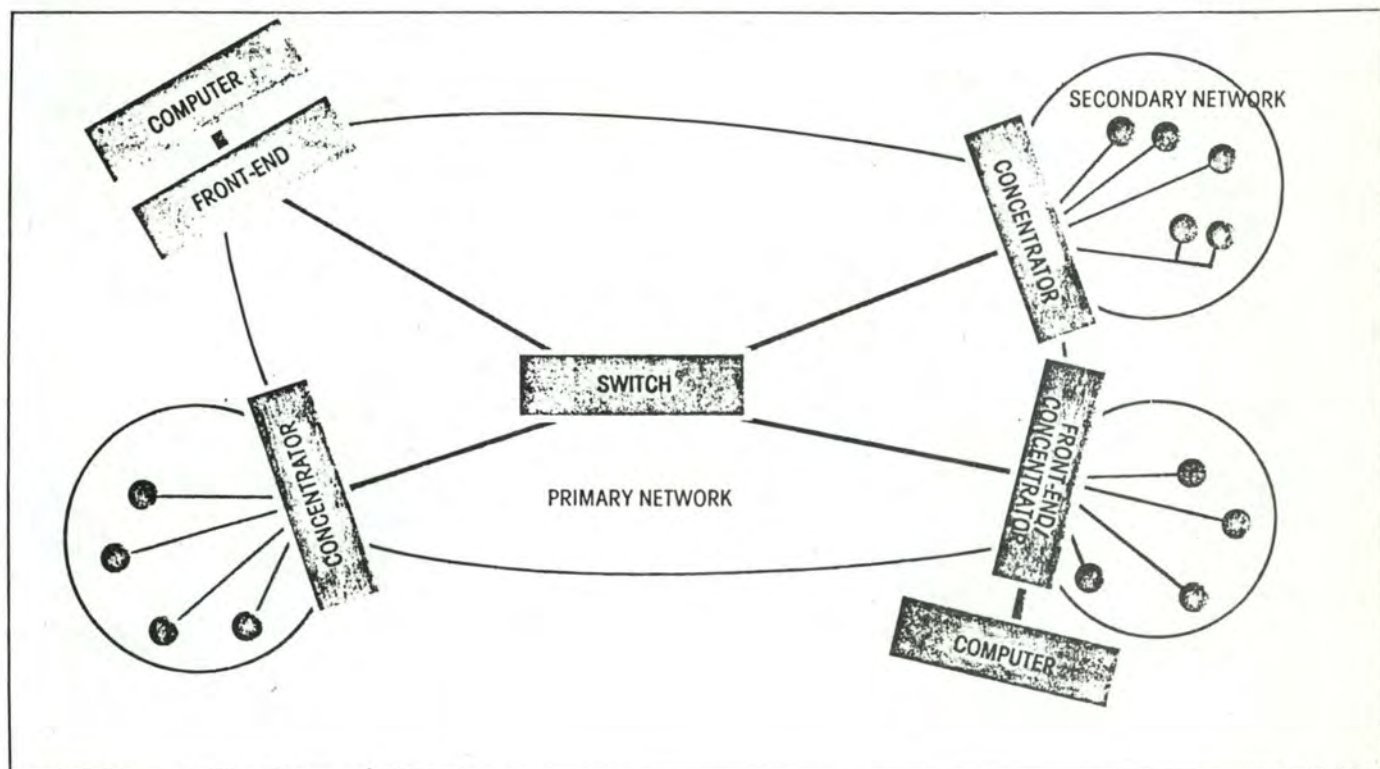 COMPUTER
FRONT-END
SECONDARY NETWORK
CONCENTRATOR
SWITCH
CONCENTRATOR
PRIMARY NETWORK
FRONT-END/
CONCENTRATOR
COMPUTER